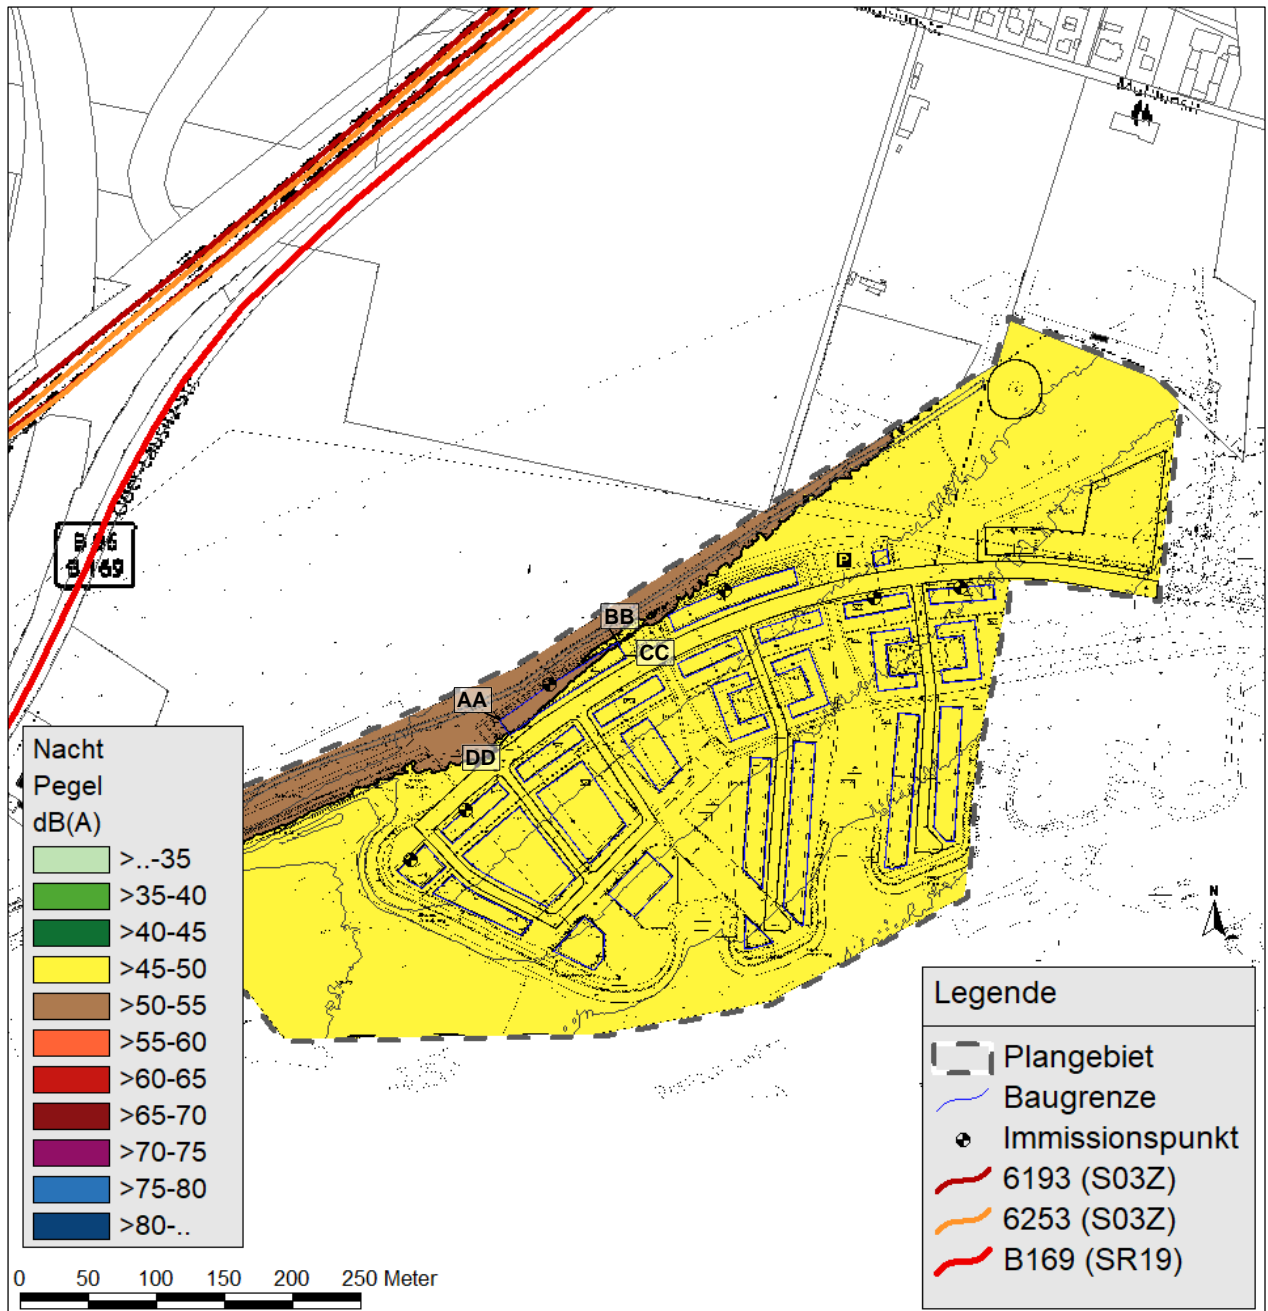 P
BB
CC
AA
DD
N
Nacht
Pegel
dB(A)
>..-35
>35-40
>40-45
>45-50
>50-55
>55-60
>60-65
>65-70
>70-75
>75-80
>80-..
Legende
Plangebiet
Baugrenze
Immissionspunkt
6193 (S03Z)
6253 (S03Z)
B169 (SR19)
0 50 100 150 200 250 Meter